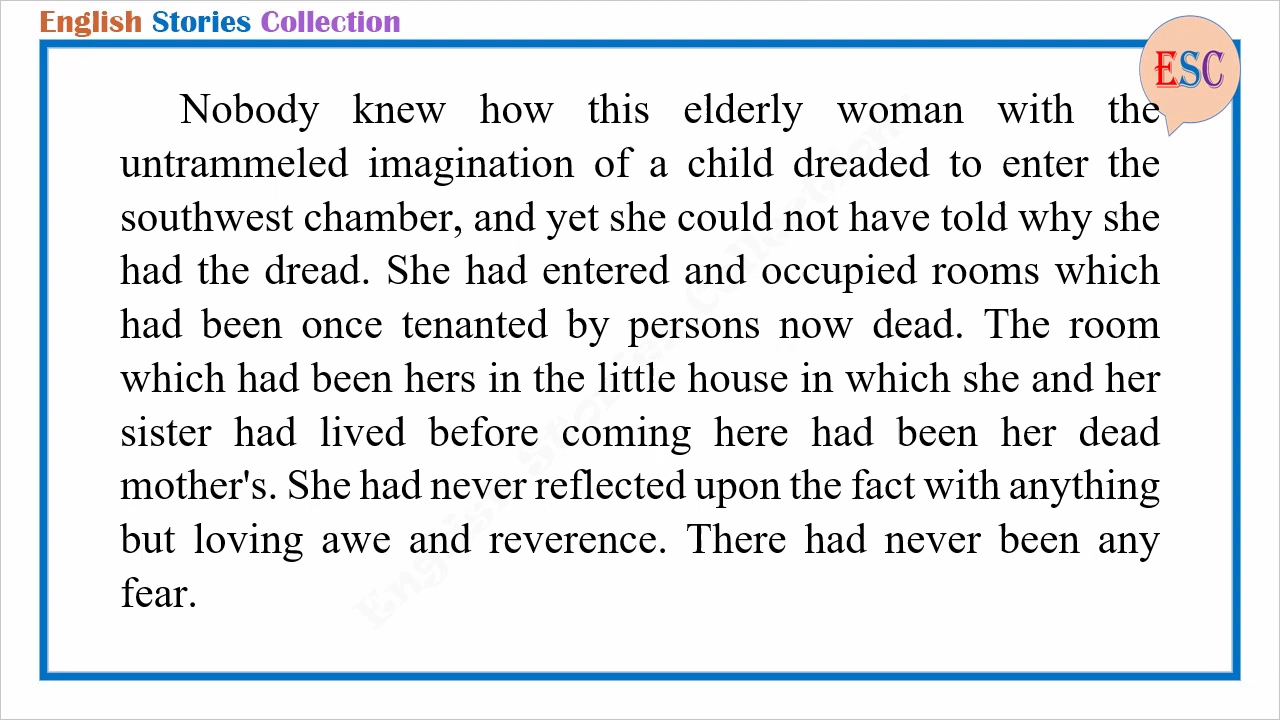 English Stories Collection
ESC
Nobody knew how this elderly woman with the
untrammeled imagination of a child dreaded to enter the
southwest chamber, and yet she could not have told why she
had the dread. She had entered and occupied rooms which
had been once tenanted by persons now dead. The room
which had been hers in the little house in which she and her
sister had lived before coming here had been her dead
mother's. She had never reflected upon the fact with anything
but loving awe and reverence. There had never been any
fear.
English Stories Collection